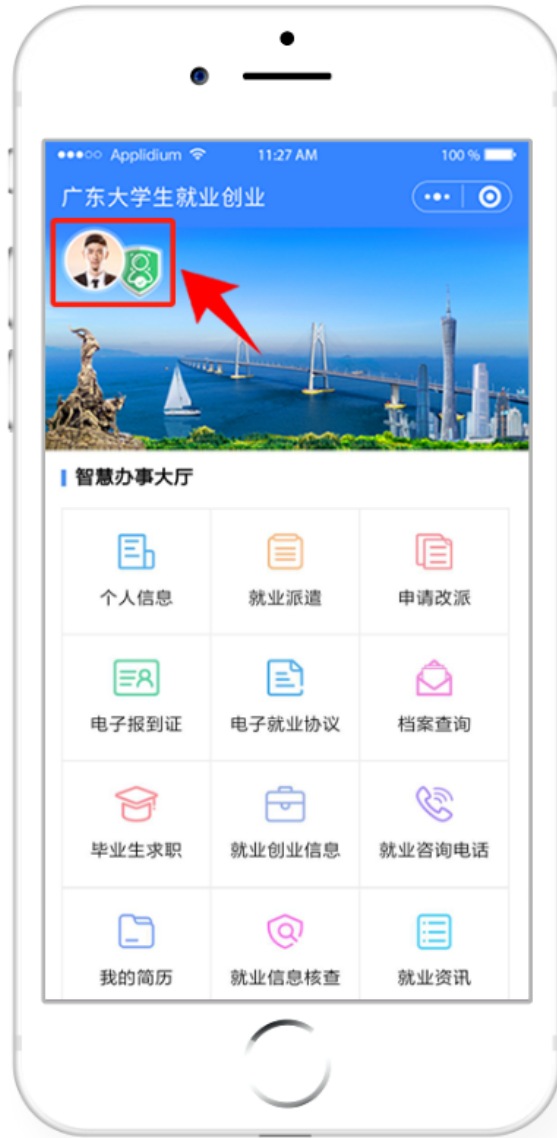 Applidium 11:27 AM 100 %
广东大学生就业创业
智慧办事大厅
个人信息 就业派遣 申请改派
电子报到证 电子就业协议 档案查询
毕业生求职 就业创业信息 就业咨询电话
我的简历 就业信息核查 就业资讯